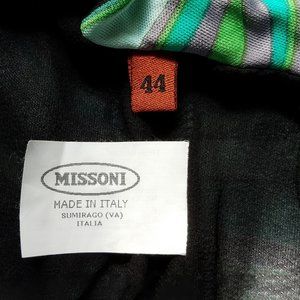 44
MISSONI
MADE IN ITALY
SUMIRAGO (VA)
ITALIA